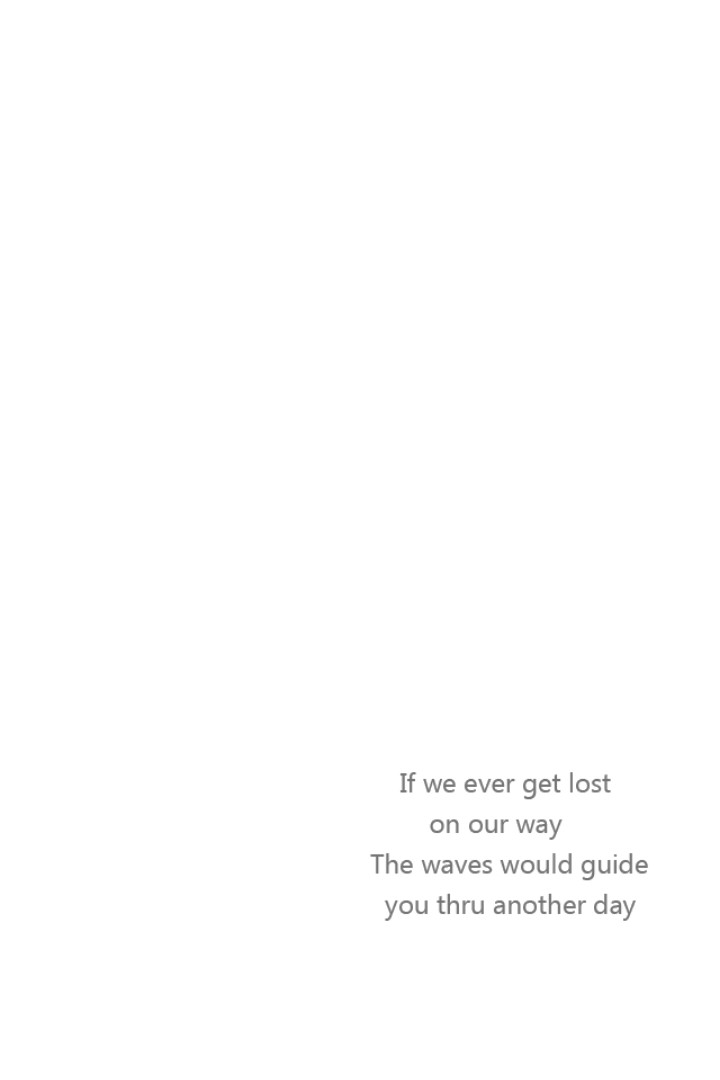 If we ever get lost
on our way
The waves would guide
you thru another day